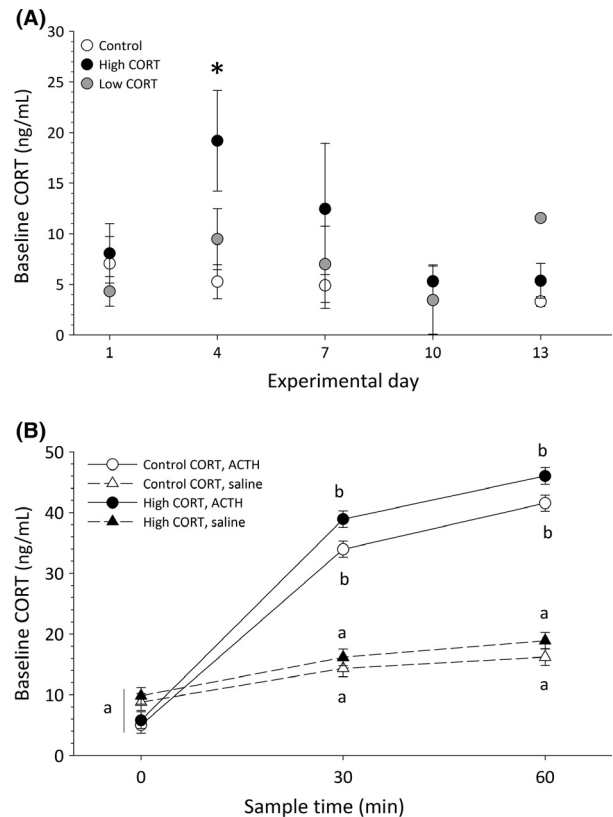 (A)
30
Control
High CORT
Low CORT
*
25
20
15
10
5
0
Baseline CORT (ng/mL)
1
4
7
10
13
Experimental day
(B)
50
Control CORT, ACTH
Control CORT, saline
High CORT, ACTH
High CORT, saline
b
b
40
b
b
30
20
a
a
10
a
a
a
0
Baseline CORT (ng/mL)
0
30
60
Sample time (min)